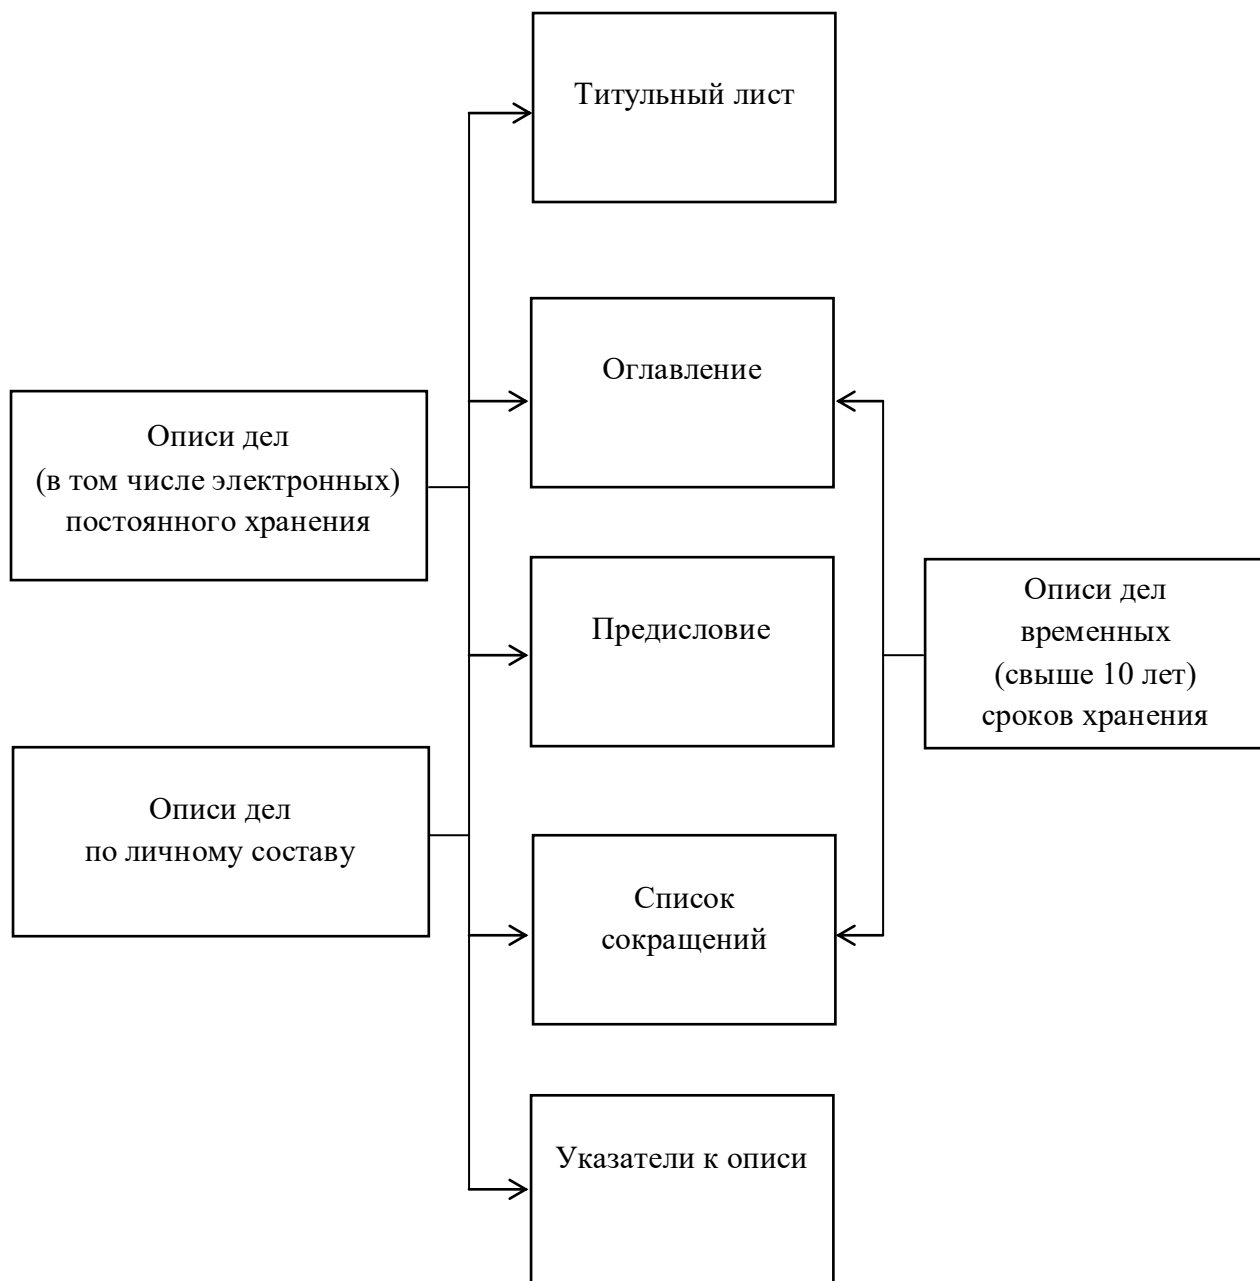 Титульный лист
Оглавление
Описи дел
(в том числе электронных)
постоянного хранения
Предисловие
Описи дел
временных
(свыше 10 лет)
сроков хранения
Описи дел
по личному составу
Список
сокращений
Указатели к описи